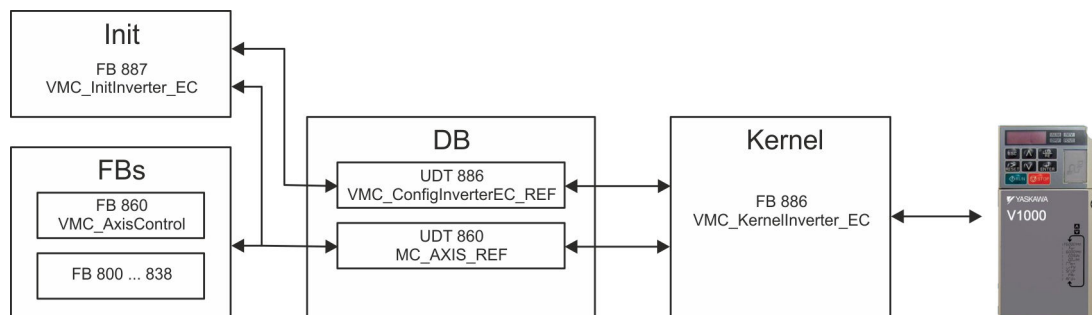 Init
FB 887
VMC_InitInverter_EC
FBs
FB 860
VMC_AxisControl
FB 800 ... 838
DB
UDT 886
VMC_ConfigInverterEC_REF
UDT 860
MC_AXIS_REF
Kernel
FB 886
VMC_KernelInverter_EC
YASKAWA
V1000